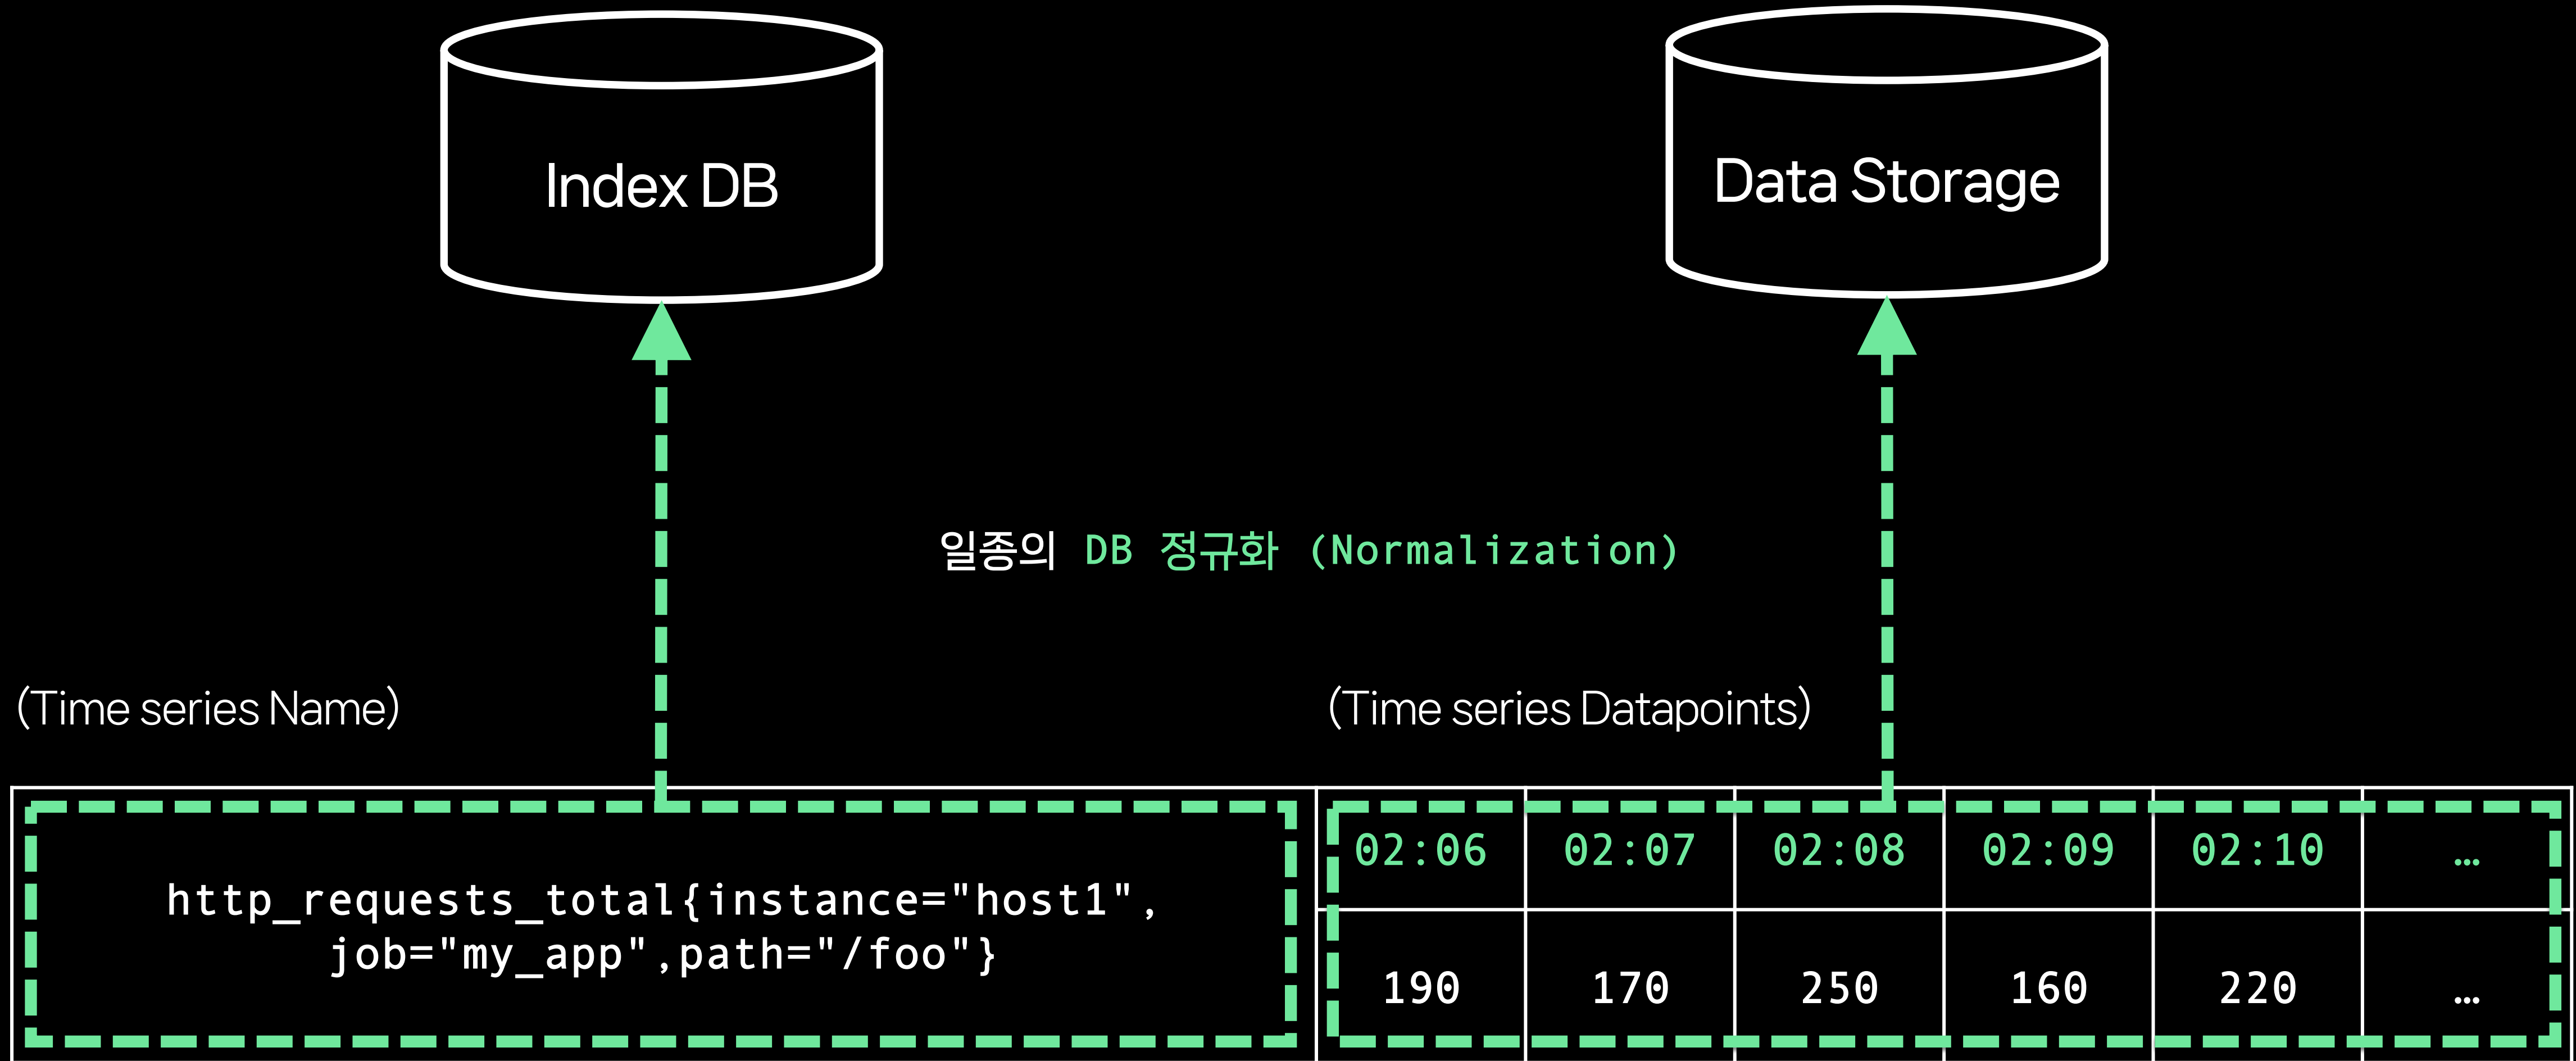 Index DB
Data Storage
일종의 DB 정규화 (Normalization)
(Time series Name)
(Time series Datapoints)
http_requests_total{instance="host1",
job="my_app",path="/foo"}
02:06 02:07 02:08 02:09 02:10 …
190 170 250 160 220 …